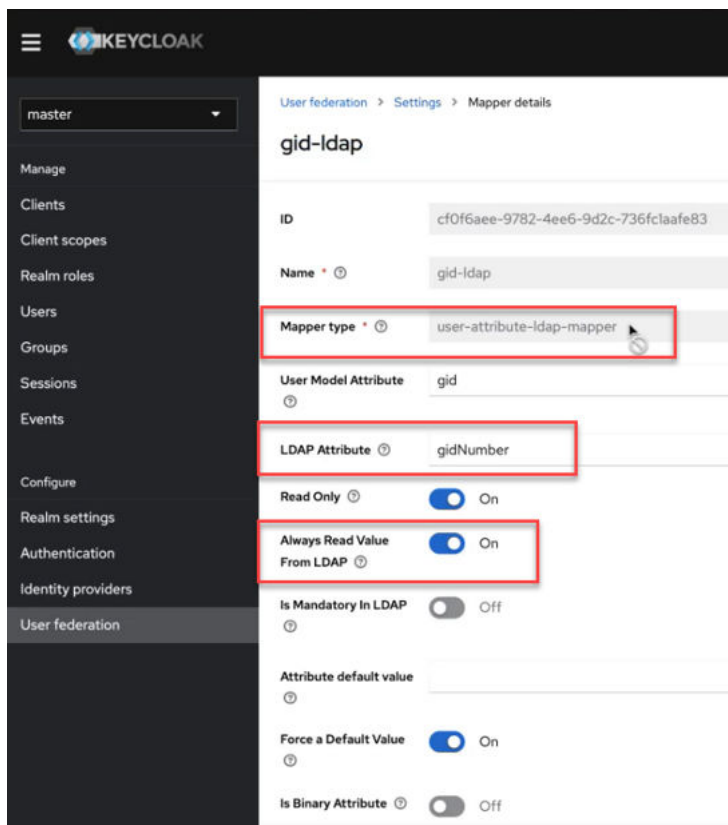 KEYCLOAK
master
Manage
Clients
Client scopes
Realm roles
Users
Groups
Sessions
Events
Configure
Realm settings
Authentication
Identity providers
User federation
User federation > Settings > Mapper details
gid-ldap
ID cf0f6aee-9782-4ee6-9d2c-736fc1aafe83
Name * gid-ldap
Mapper type * user-attribute-ldap-mapper
User Model Attribute gid
LDAP Attribute gidNumber
Read Only On
Always Read Value On
From LDAP
Is Mandatory In LDAP Off
Attribute default value
Force a Default Value On
Is Binary Attribute Off